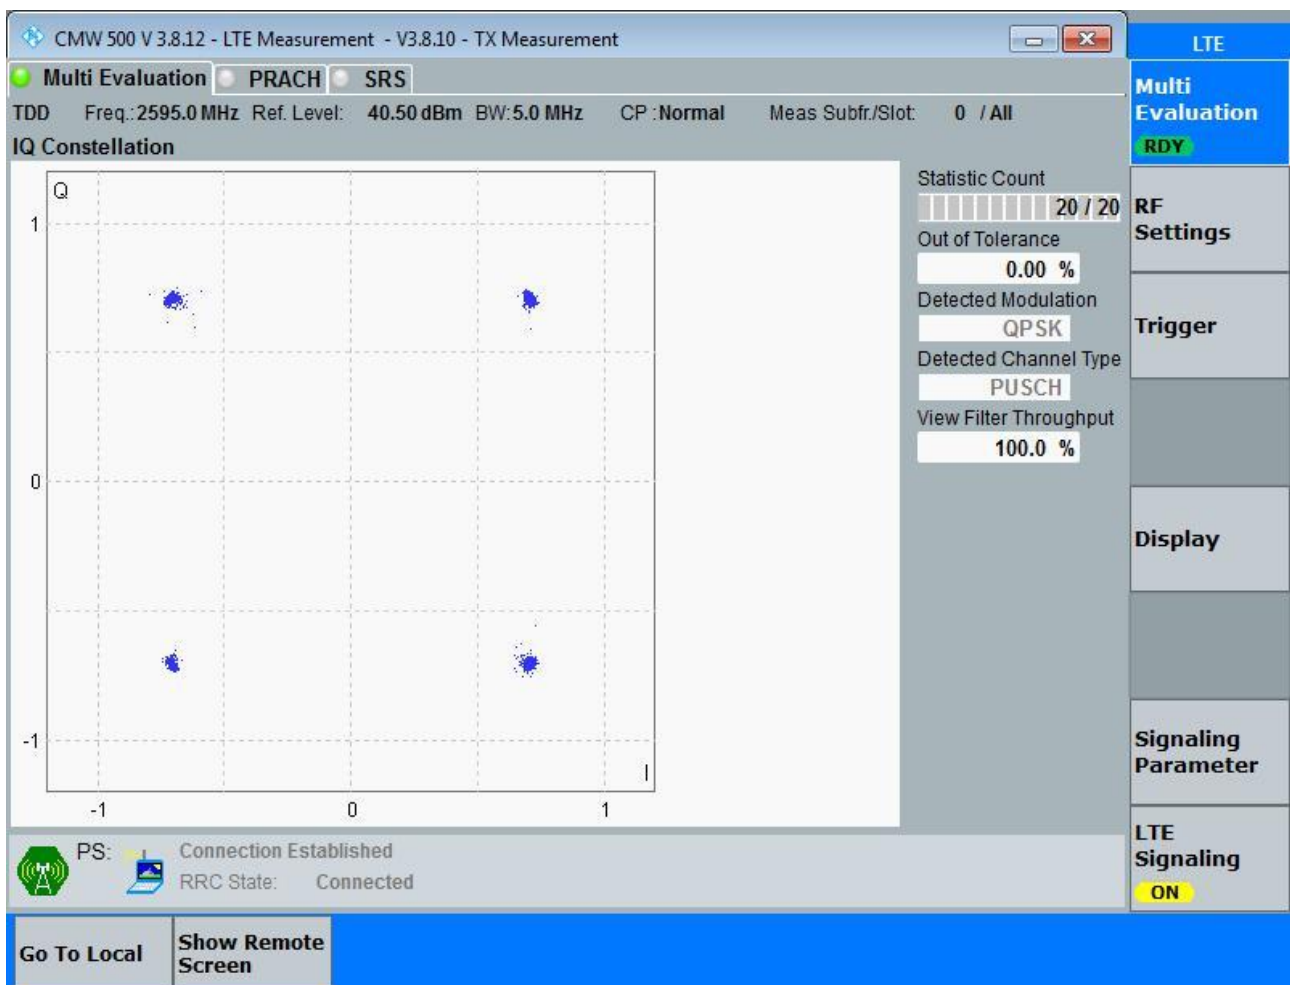 CMW 500 V 3.8.12 - LTE Measurement - V3.8.10 - TX Measurement
LTE
Multi Evaluation PRACH SRS
TDD Freq.: 2595.0 MHz Ref. Level: 40.50 dBm BW: 5.0 MHz CP : Normal Meas Subfr./Slot: 0 / All
IQ Constellation
Q
1
0
-1
I
-1 0 1
Statistic Count
20 / 20
Out of Tolerance
0.00 %
Detected Modulation
QPSK
Detected Channel Type
PUSCH
View Filter Throughput
100.0 %
Multi
Evaluation
RDY
RF
Settings
Trigger
Display
Signaling
Parameter
LTE
Signaling
ON
PS: Connection Established
RRC State: Connected
Go To Local
Show Remote
Screen